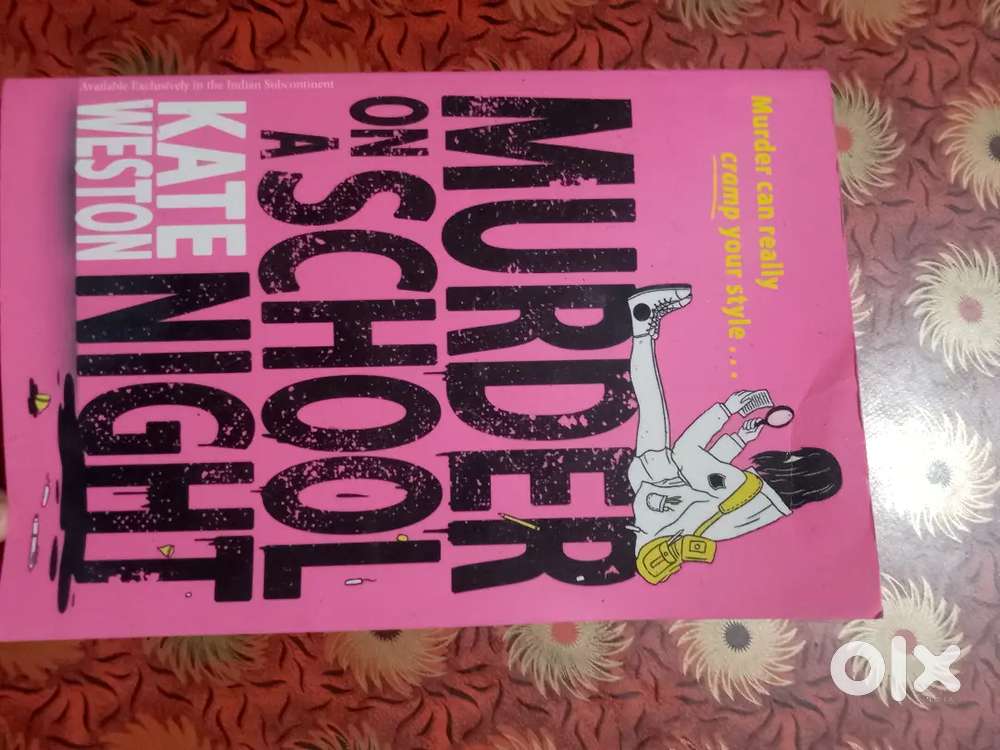 Murder can really
cramp your style . . .
MURDER
ON A SCHOOL
NIGHT
KATE
WESTON
Available Exclusively in the Indian Subcontinent
olx